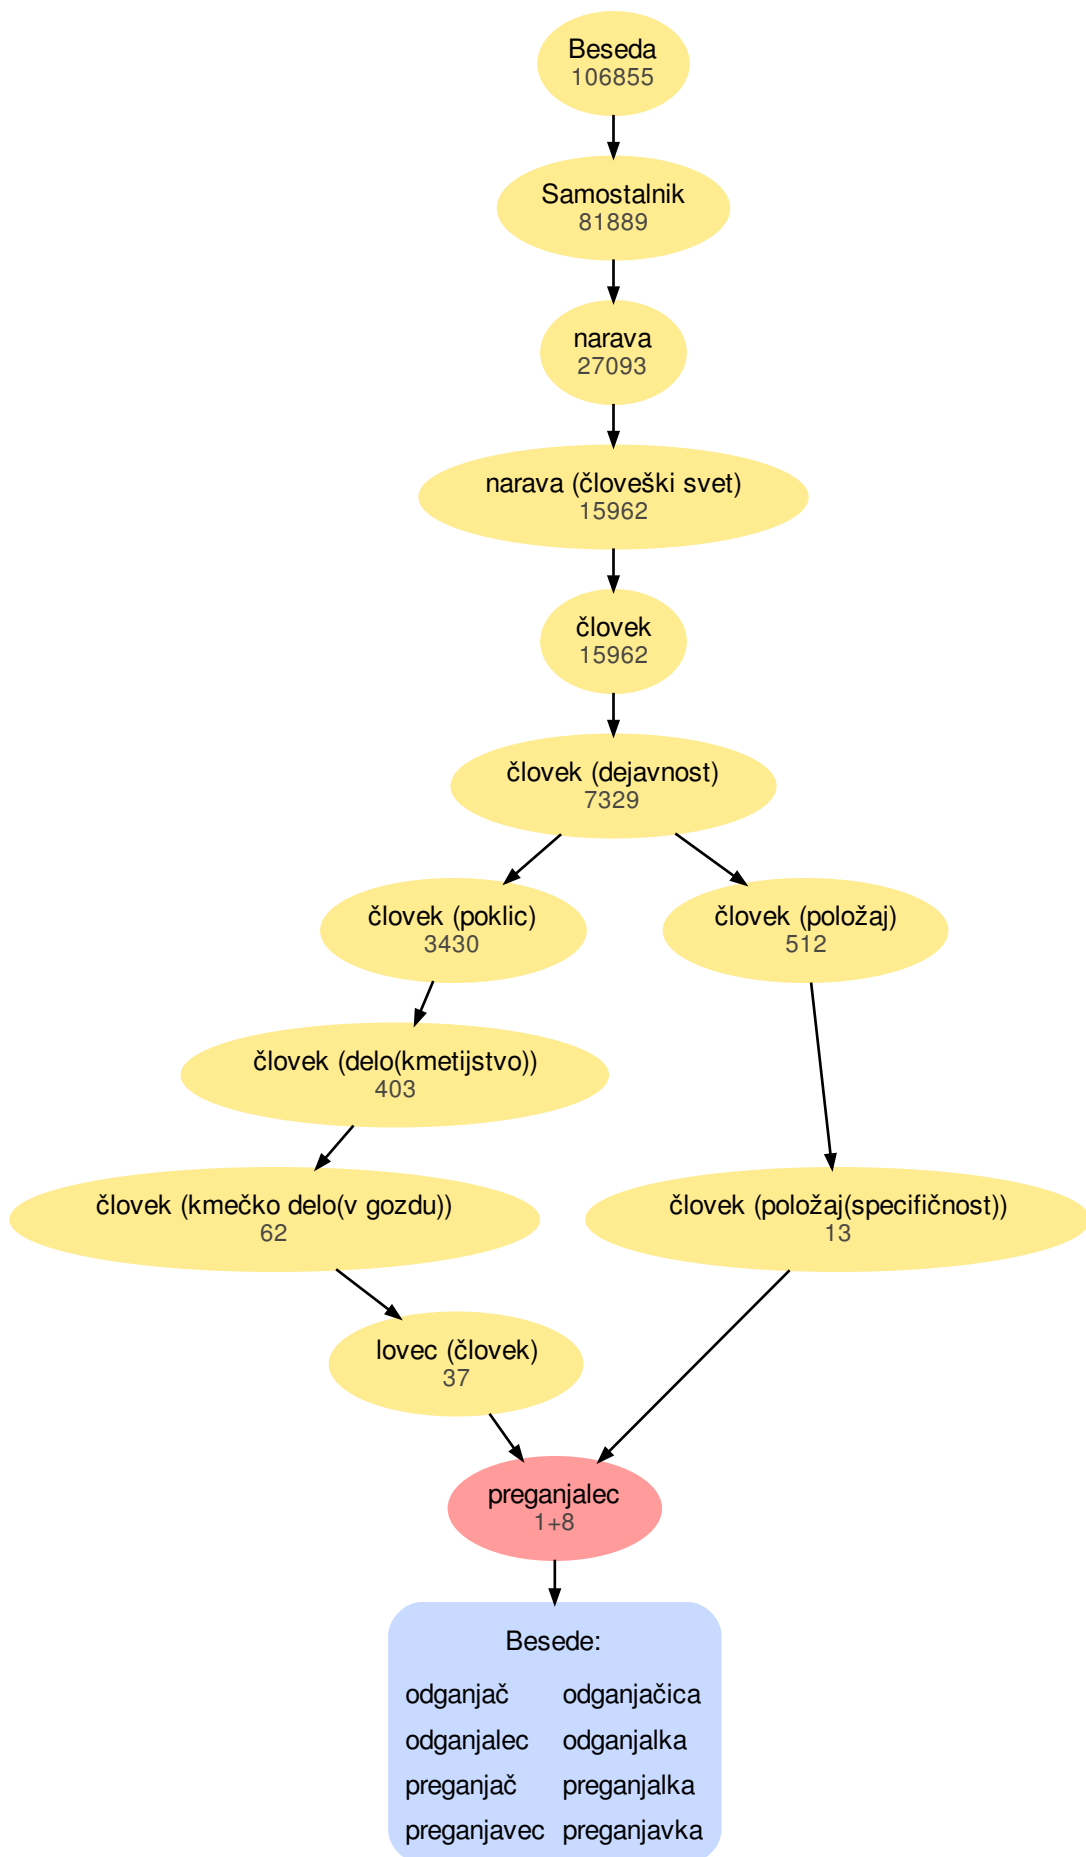 Beseda
106855
Samostalnik
81889
narava
27093
narava (človeški svet)
15962
človek
15962
človek (dejavnost)
7329
človek (poklic)
3430
človek (položaj)
512
človek (delo(kmetijstvo))
403
človek (kmečko delo(v gozdu))
62
človek (položaj(specifičnost))
13
lovec (človek)
37
preganjalec
1+8
Besede:
odganjač odganjačica
odganjalec odganjalka
preganjač preganjalka
preganjavec preganjavka